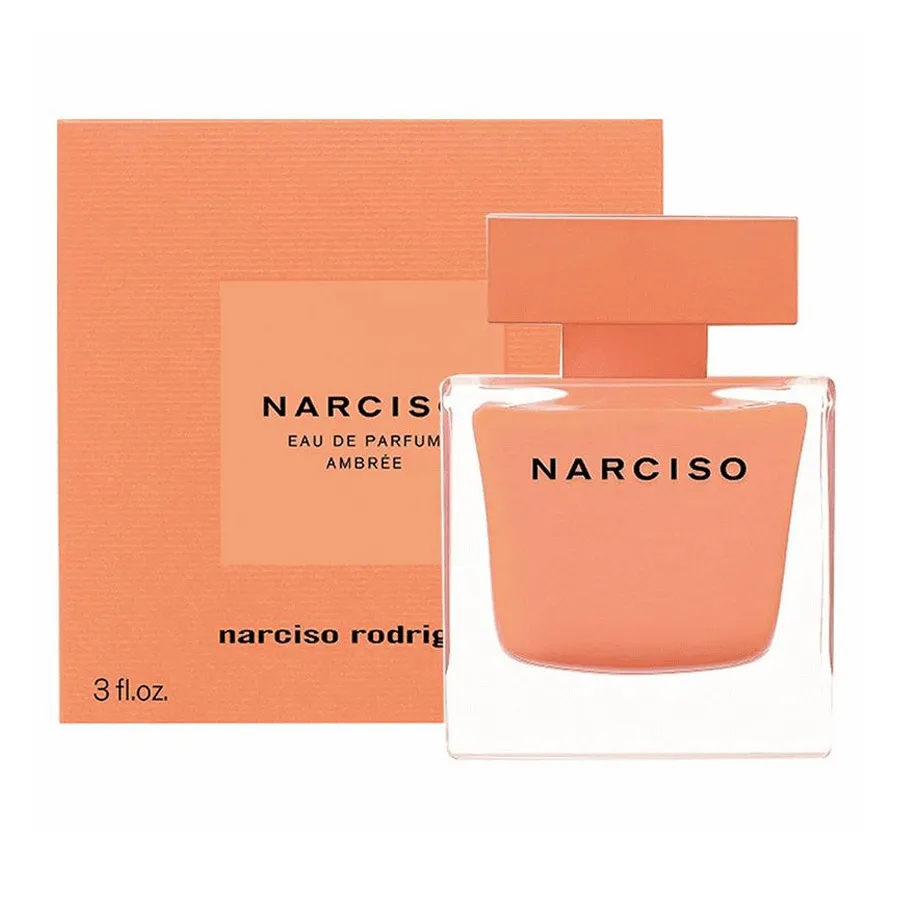 NARCISO
EAU DE PARFUM
AMBRÉE
narciso rodrig
3 fl.oz.
NARCISO